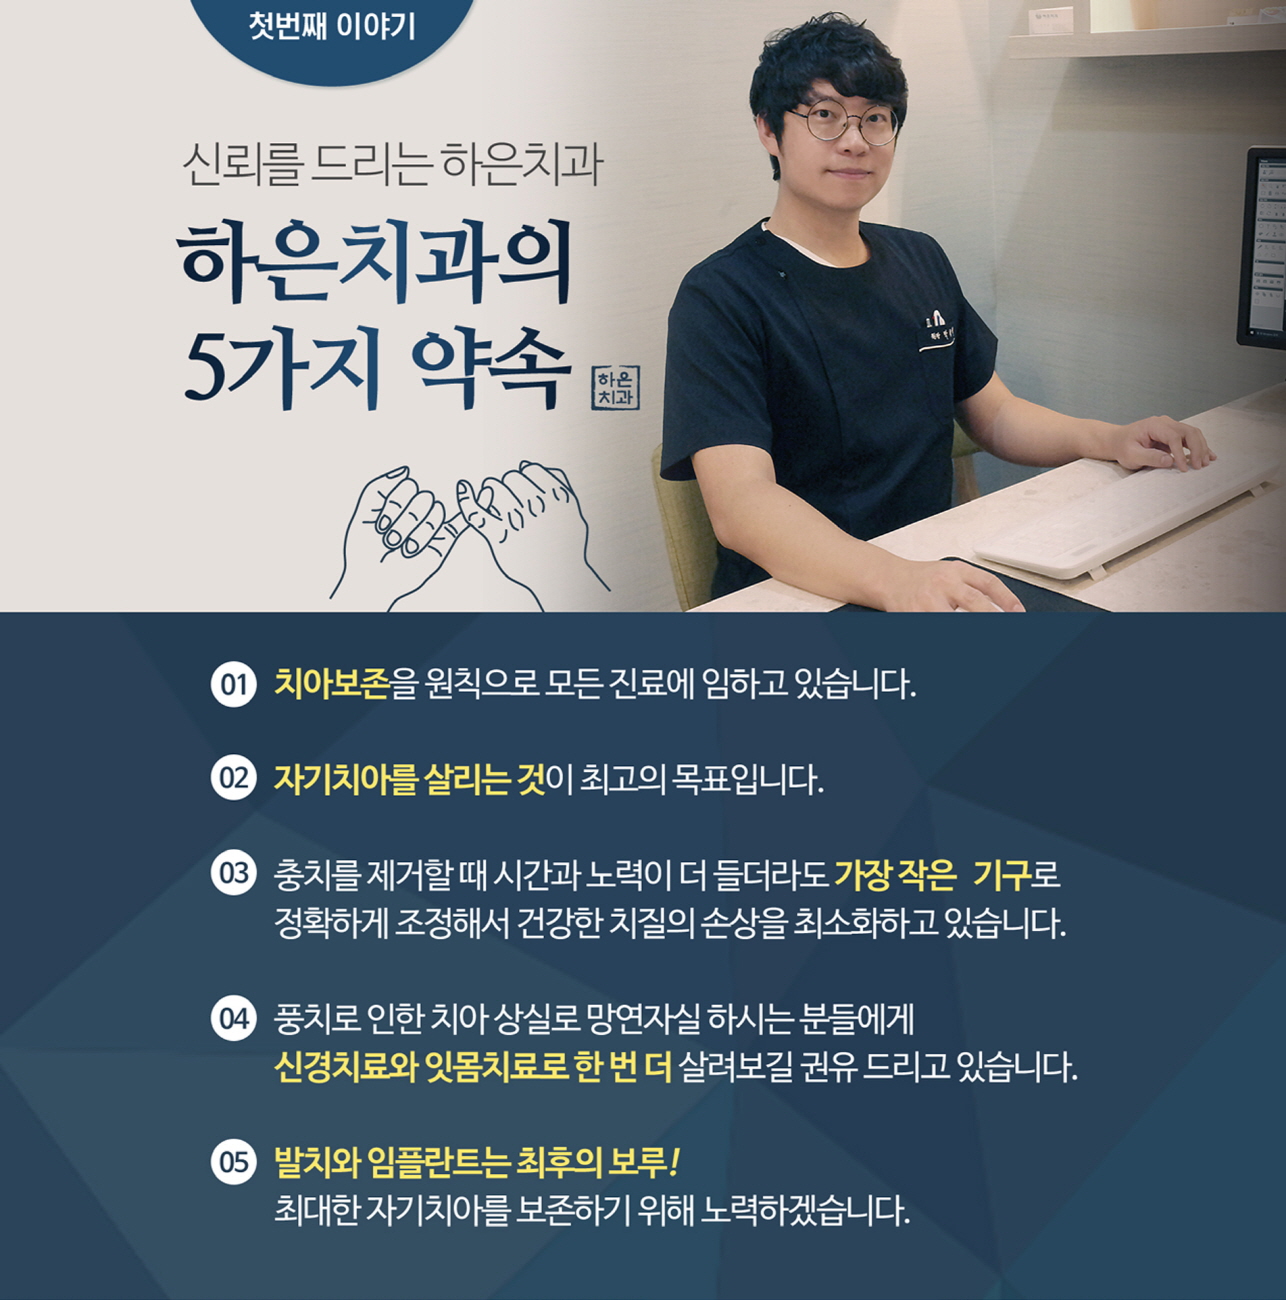 첫번째 이야기
신뢰를 드리는 하은치과
하은치과의
5가지 약속
하은
치과
01 치아보존을 원칙으로 모든 진료에 임하고 있습니다.
02 자기치아를 살리는 것이 최고의 목표입니다.
03 충치를 제거할 때 시간과 노력이 더 들더라도 가장 작은 기구로
정확하게 조정해서 건강한 치질의 손상을 최소화하고 있습니다.
04 풍치로 인한 치아 상실로 망연자실 하시는 분들에게
신경치료와 잇몸치료로 한 번 더 살려보길 권유 드리고 있습니다.
05 발치와 임플란트는 최후의 보루!
최대한 자기치아를 보존하기 위해 노력하겠습니다.